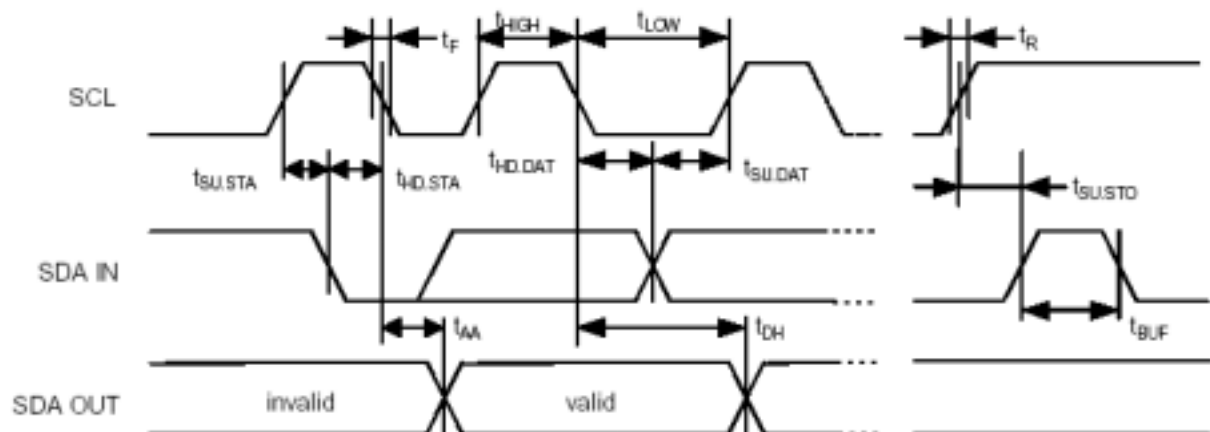 tHIGH tLOW
tF tR
SCL
tSU.STA tHD.STA tHD.DAT tSU.DAT
tSU.STO
SDA IN
tAA tDH tBUF
SDA OUT invalid valid